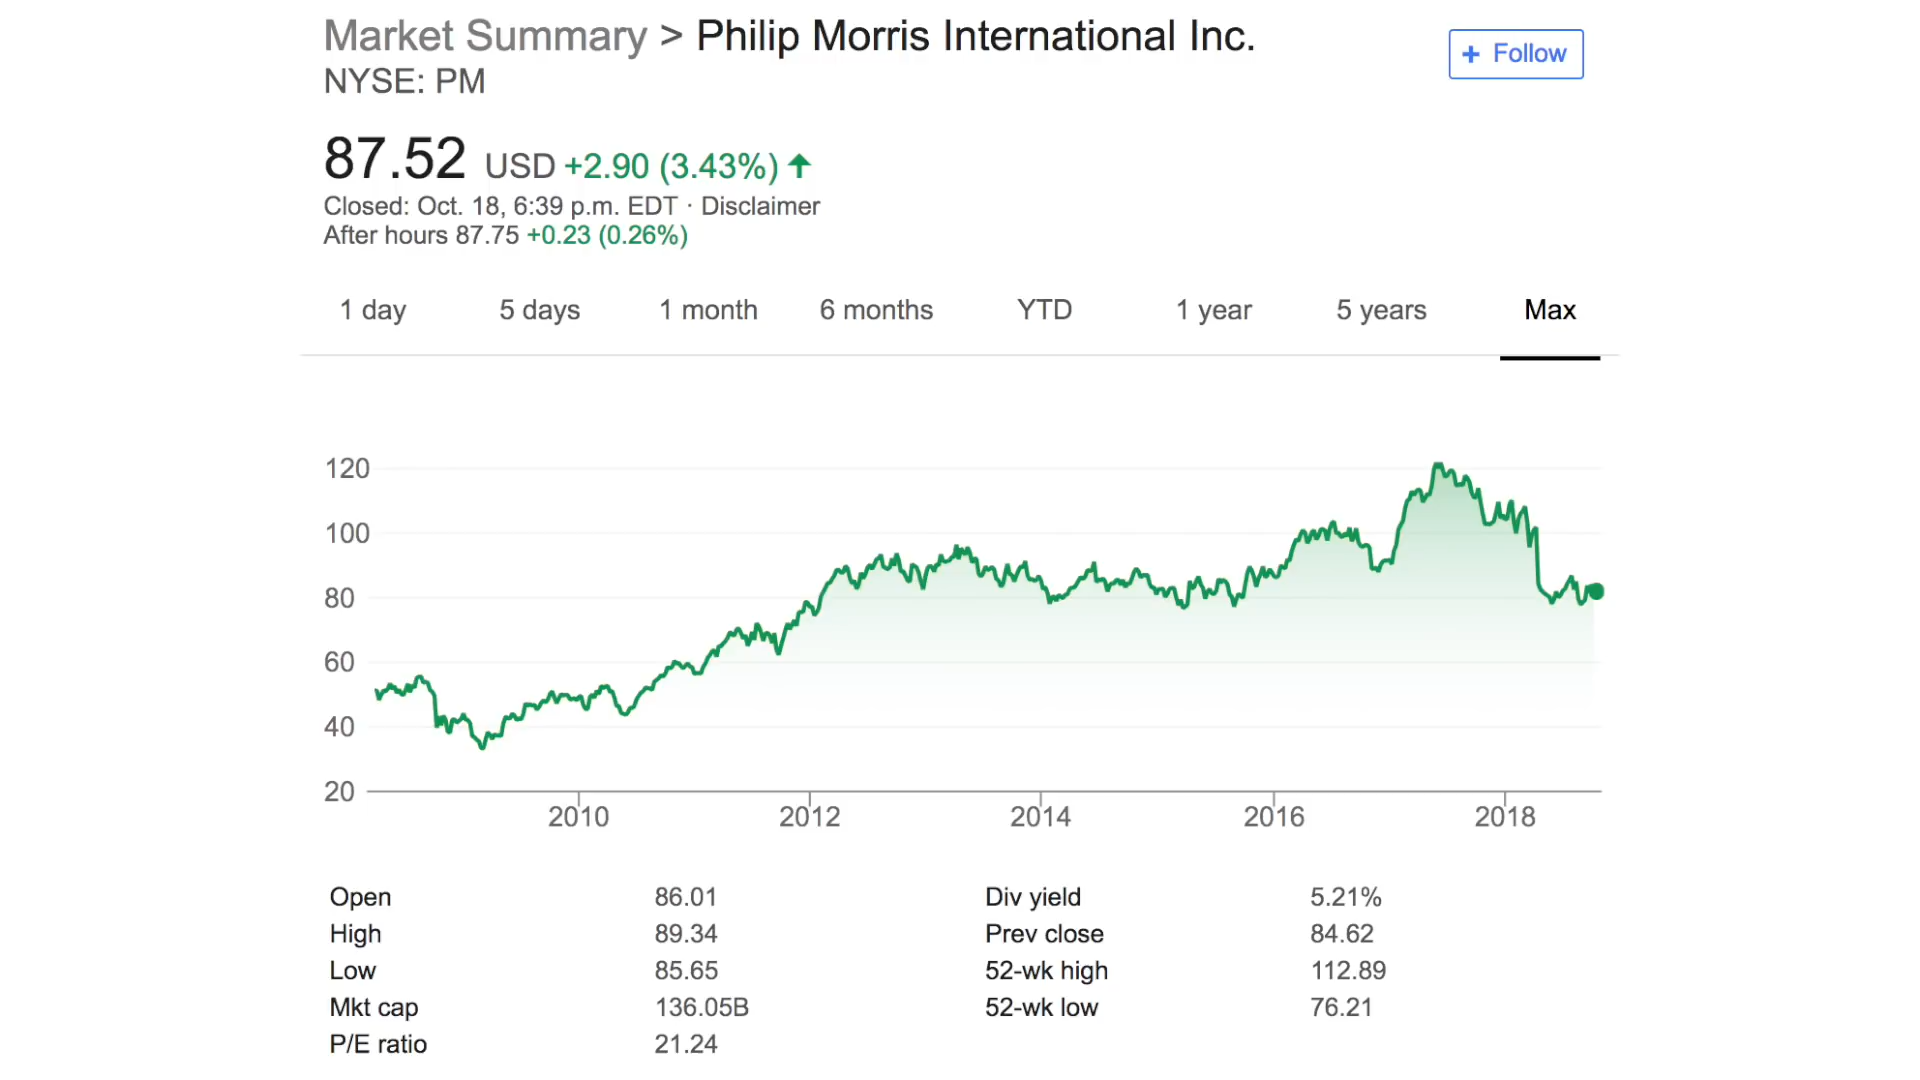 Market Summary > Philip Morris International Inc.
+ Follow
NYSE: PM
87.52 USD +2.90 (3.43%)
Closed: Oct. 18, 6:39 p.m. EDT · Disclaimer
After hours 87.75 +0.23 (0.26%)
1 day 5 days 1 month 6 months YTD 1 year 5 years Max
120
100
80
60
40
20
2010 2012 2014 2016 2018
Open 86.01 Div yield 5.21%
High 89.34 Prev close 84.62
Low 85.65 52-wk high 112.89
Mkt cap 136.05B 52-wk low 76.21
P/E ratio 21.24